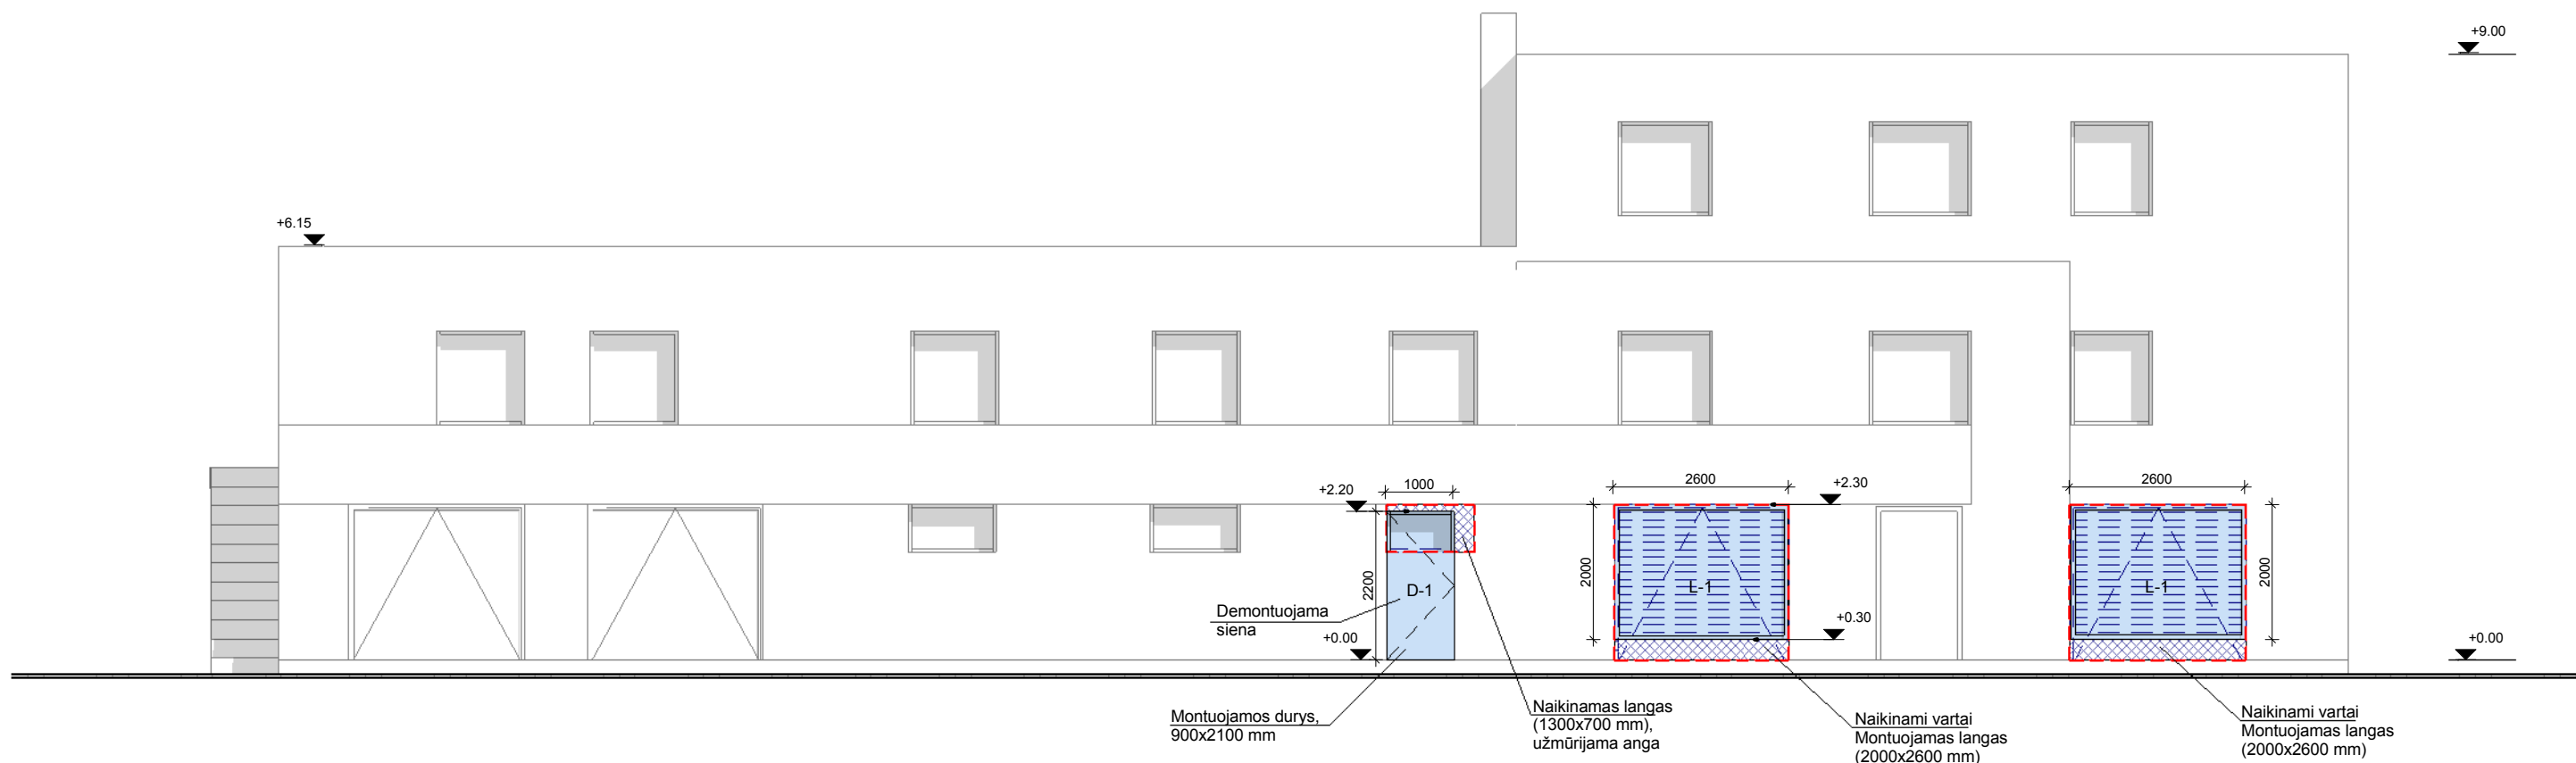 +9.00
+6.15
+2.20
1000
2600
+2.30
2600
2200
D-1
2000
L-1
L-1
2000
Demontuojama
siena
+0.00
+0.30
+0.00
Montuojamos durys,
900x2100 mm
Naikinamas langas
(1300x700 mm),
užmūrijama anga
Naikinami vartai
Montuojamas langas
(2000x2600 mm)
Naikinami vartai
Montuojamas langas
(2000x2600 mm)